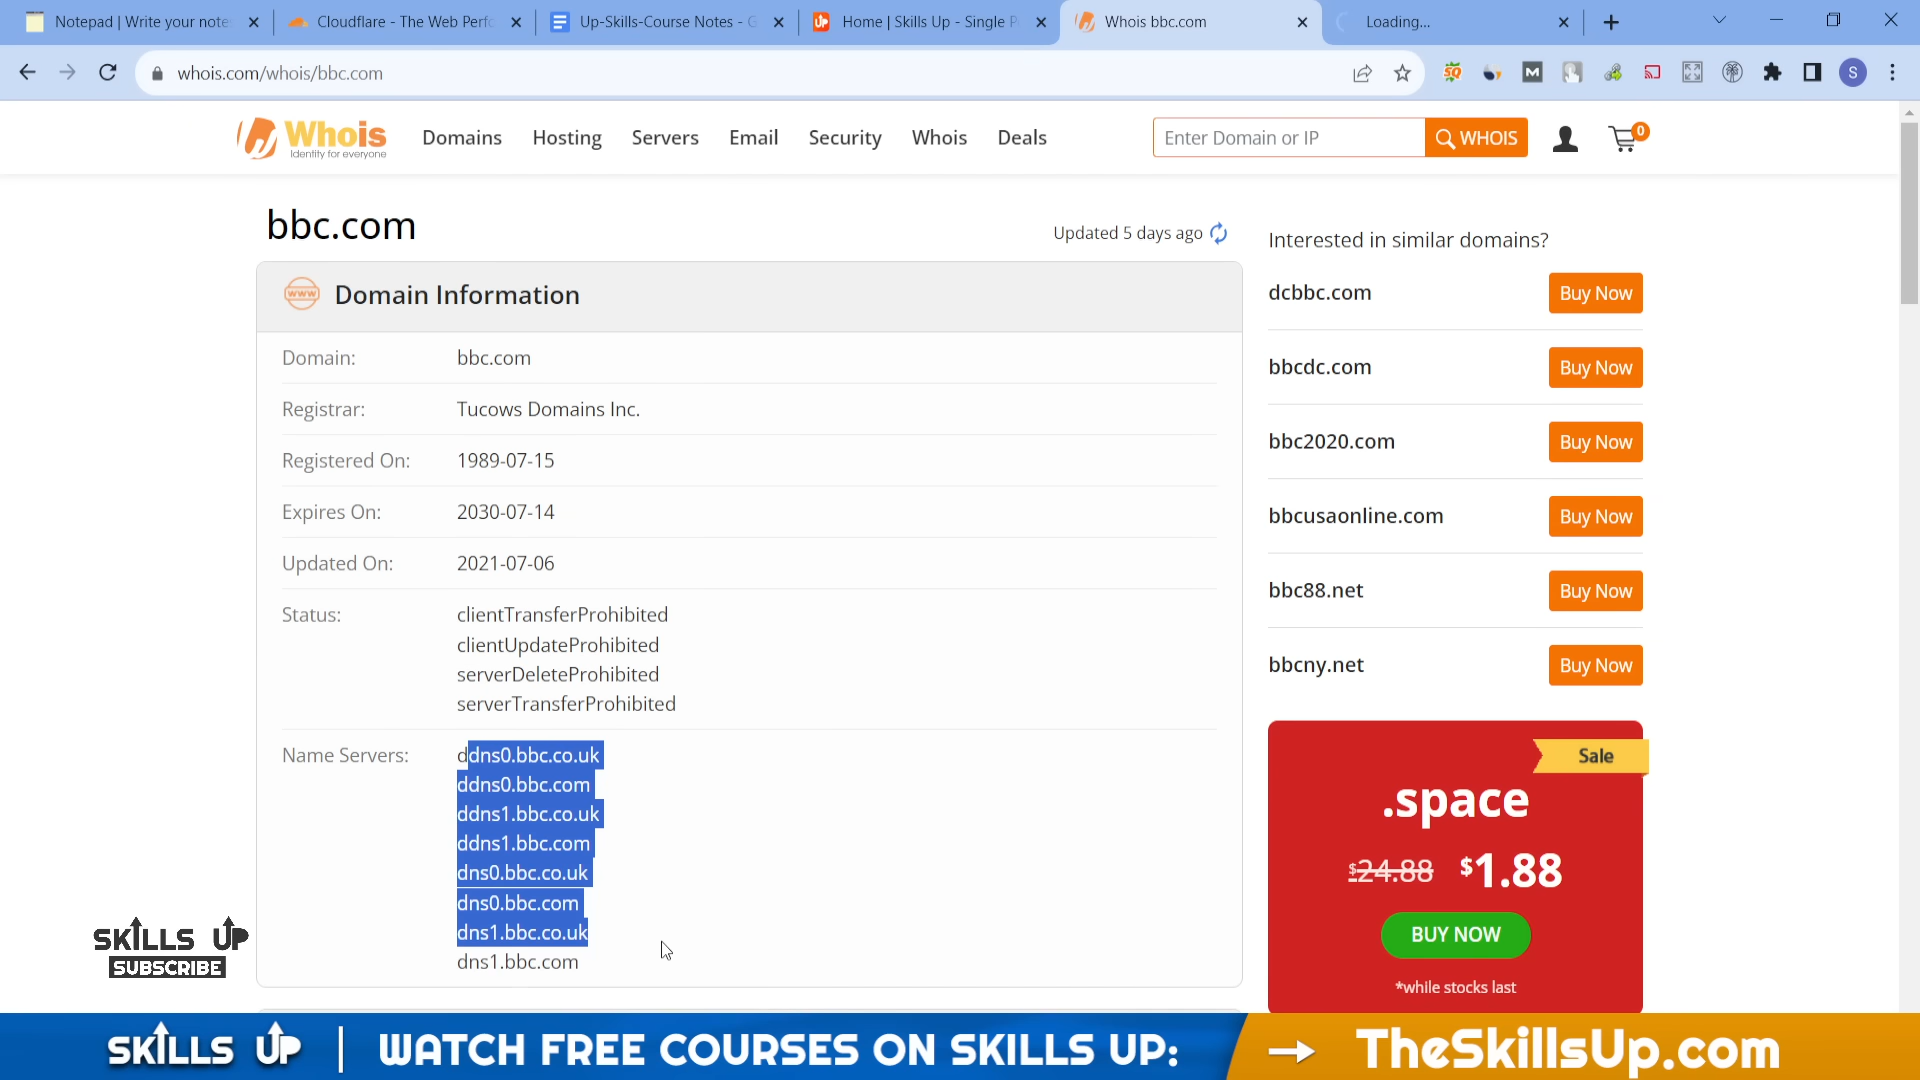 Notepad | Write your note
Cloudflare - The Web Perfo
Up-Skills-Course Notes - G
Home | Skills Up - Single P
Whois bbc.com
Loading...
whois.com/whois/bbc.com
S
Whois
Identity for everyone
Domains
Hosting
Servers
Email
Security
Whois
Deals
Enter Domain or IP
WHOIS
0
bbc.com
Updated 5 days ago
Interested in similar domains?
www
Domain Information
Domain: bbc.com
Registrar: Tucows Domains Inc.
Registered On: 1989-07-15
Expires On: 2030-07-14
Updated On: 2021-07-06
Status: clientTransferProhibited
clientUpdateProhibited
serverDeleteProhibited
serverTransferProhibited
Name Servers: ddns0.bbc.co.uk
ddns0.bbc.com
ddns1.bbc.co.uk
ddns1.bbc.com
dns0.bbc.co.uk
dns0.bbc.com
dns1.bbc.co.uk
dns1.bbc.com
dcbbc.com Buy Now
bbcdc.com Buy Now
bbc2020.com Buy Now
bbcusaonline.com Buy Now
bbc88.net Buy Now
bbcny.net Buy Now
Sale
.space
$24.88 $1.88
BUY NOW
*while stocks last
SKILLS UP
SUBSCRIBE
SKILLS UP | WATCH FREE COURSES ON SKILLS UP: TheSkillsUp.com